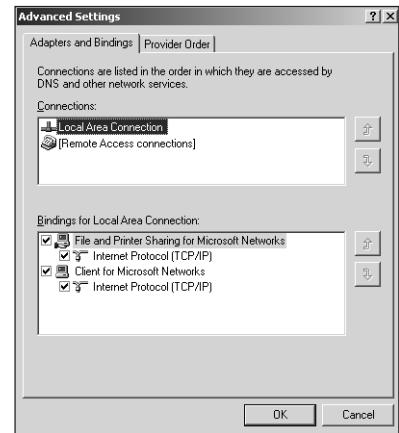 Advanced Settings
Adapters and Bindings
Provider Order
Connections are listed in the order in which they are accessed by
DNS and other network services.
Connections:
Local Area Connection
[Remote Access connections]
Bindings for Local Area Connection:
File and Printer Sharing for Microsoft Networks
Internet Protocol (TCP/IP)
Client for Microsoft Networks
Internet Protocol (TCP/IP)
OK
Cancel